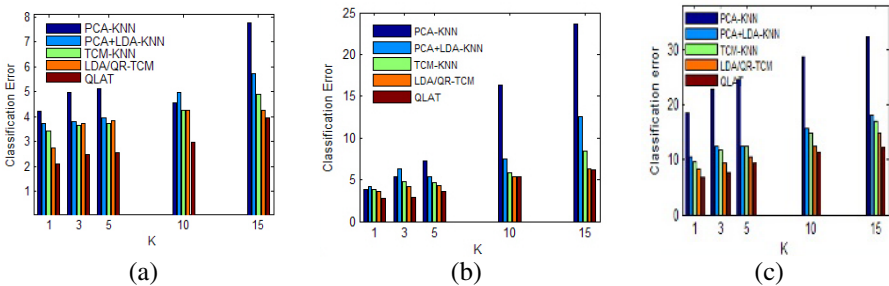 8
7
6
5
4
3
2
1
Classification Error
PCA-KNN
PCA+LDA-KNN
TCM-KNN
LDA/QR-TCM
QLAT
1 3 5 10 15
K
(a)
25
20
15
10
5
0
Classification Error
PCA-KNN
PCA+LDA-KNN
TCM-KNN
LDA/QR-TCM
QLAT
1 3 5 10 15
K
(b)
30
20
10
0
Classification error
PCA-KNN
PCA+LDA-KNN
TCM-KNN
LDA/QR-TCM
QLAT
1 3 5 10 15
K
(c)